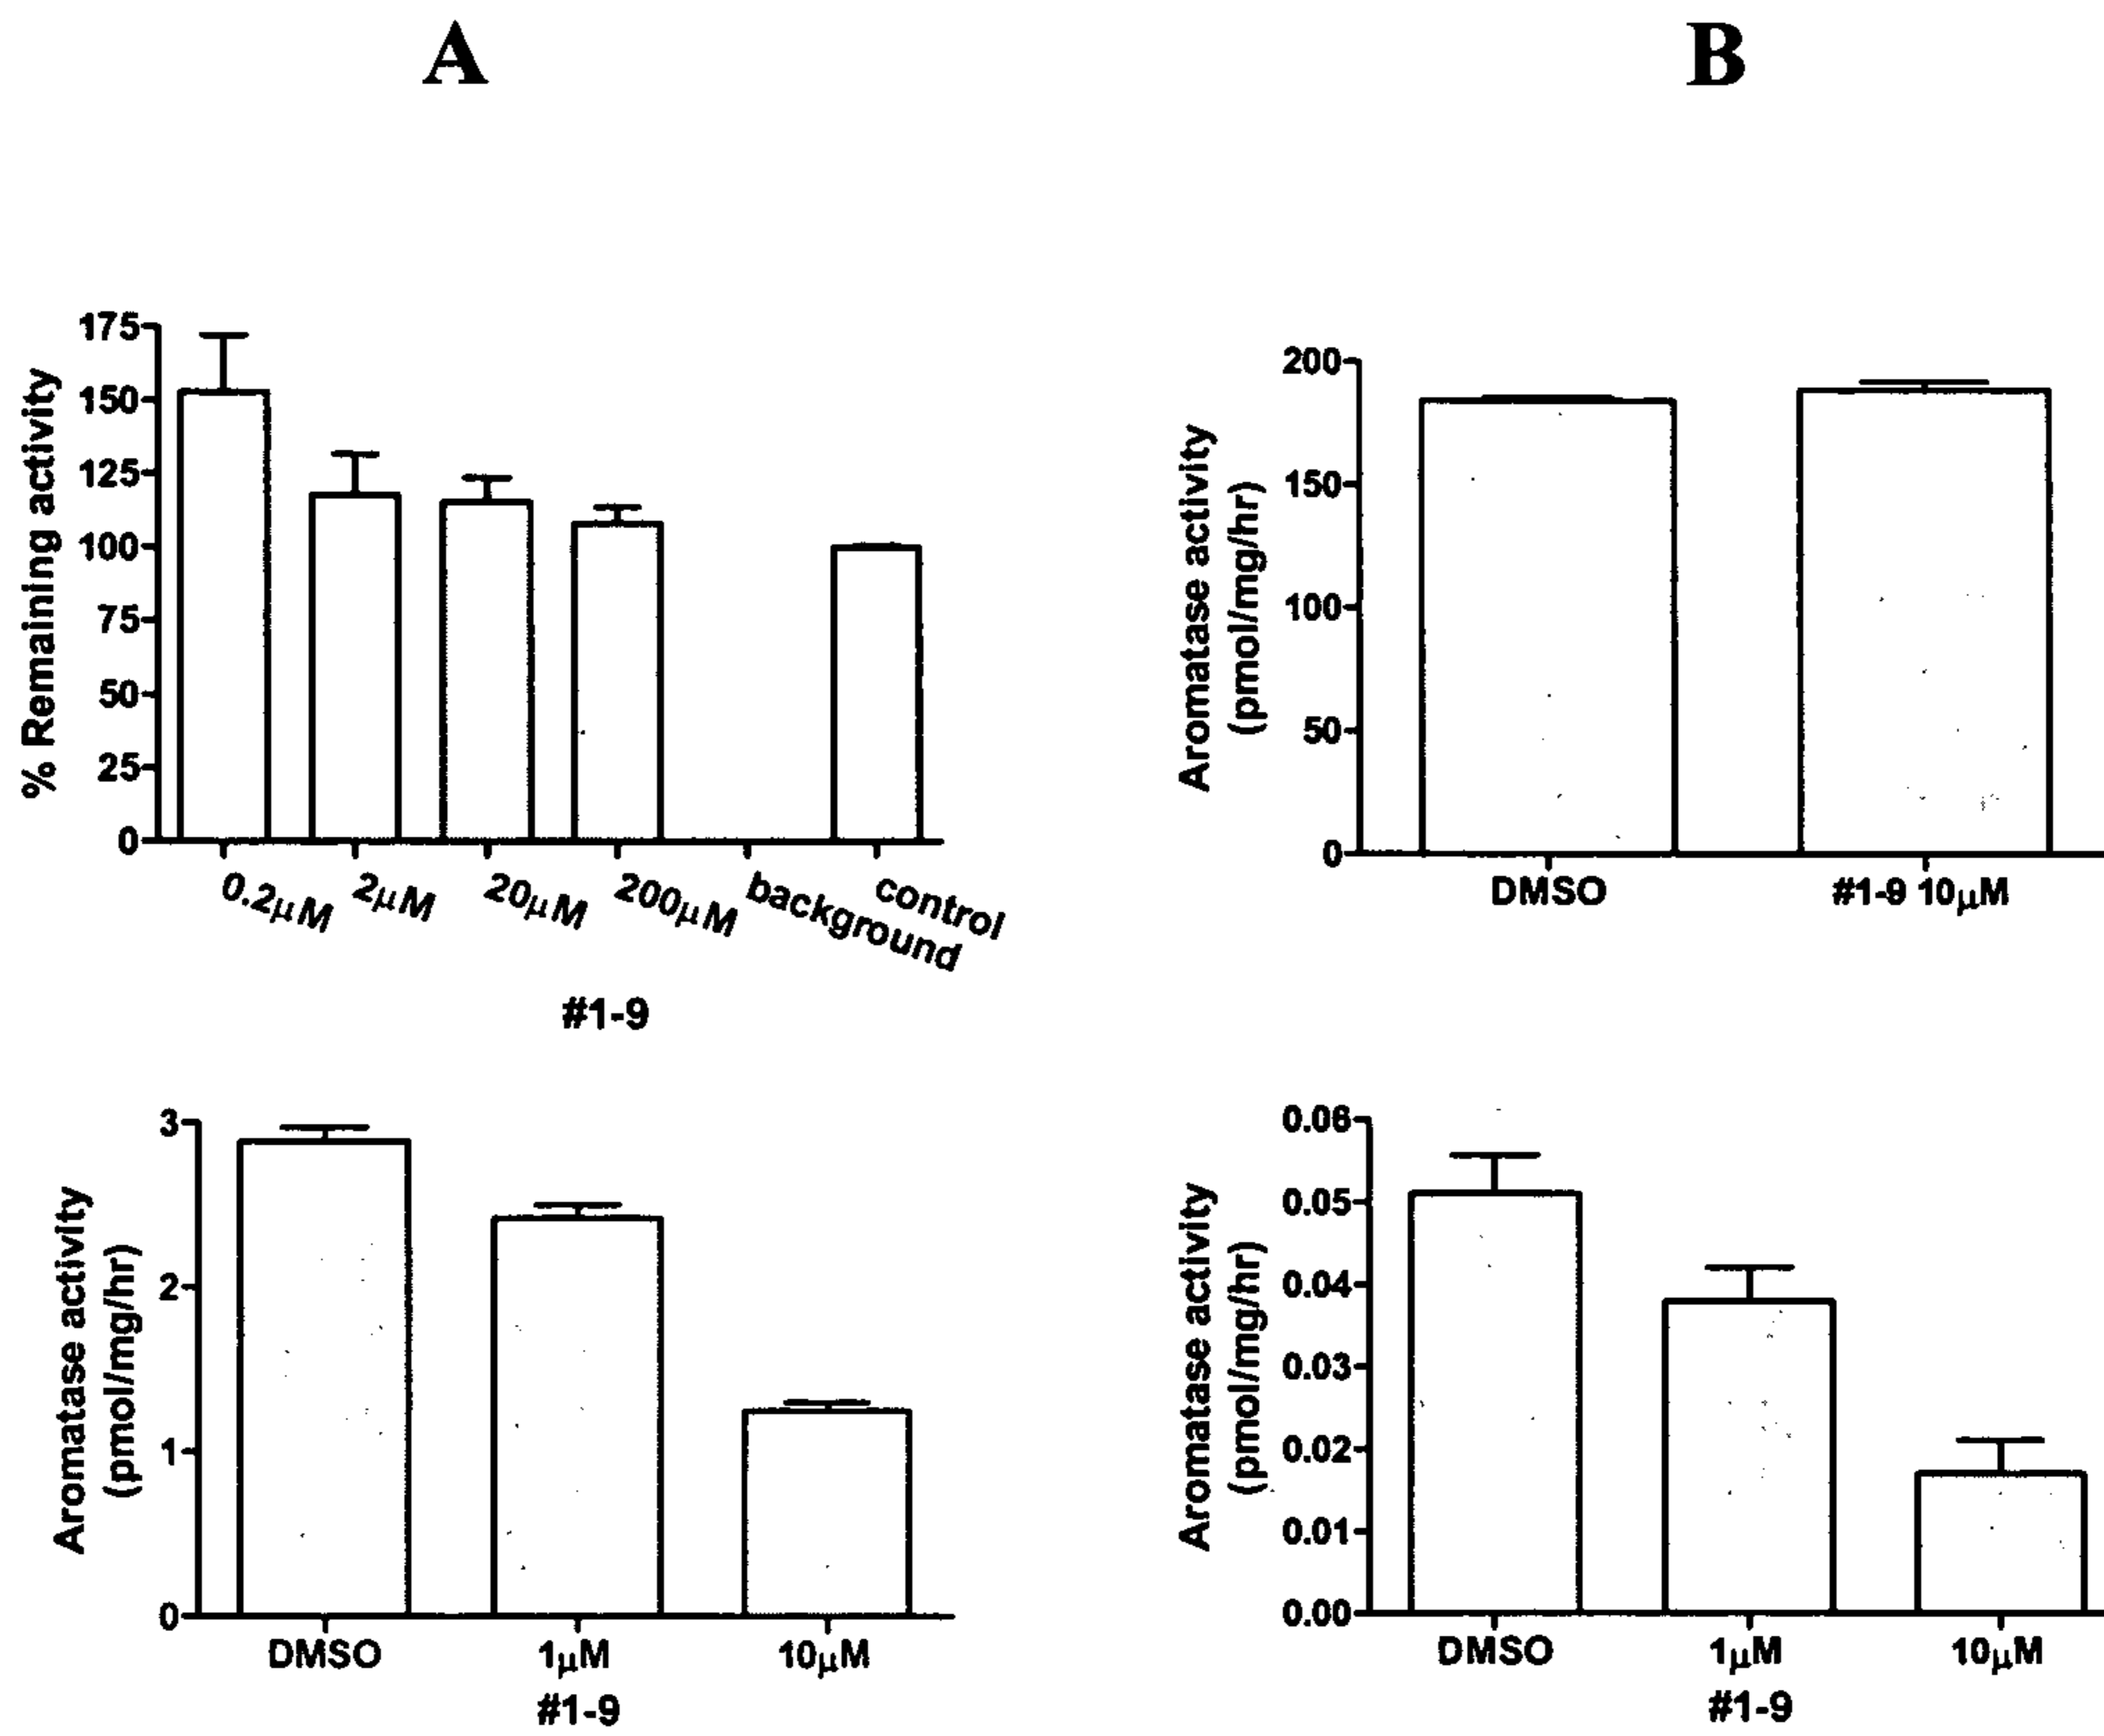 A
B
% Remaining activity
175
150
125
100
75
50
25
0
0.2μM
2μM
20μM
200μM
background
control
#1-9
Aromatase activity
(pmol/mg/hr)
200
150
100
50
0
DMSO
#1-9 10μM
Aromatase activity
(pmol/mg/hr)
3
2
1
0
DMSO
1μM
10μM
#1-9
Aromatase activity
(pmol/mg/hr)
0.06
0.05
0.04
0.03
0.02
0.01
0.00
DMSO
1μM
10μM
#1-9